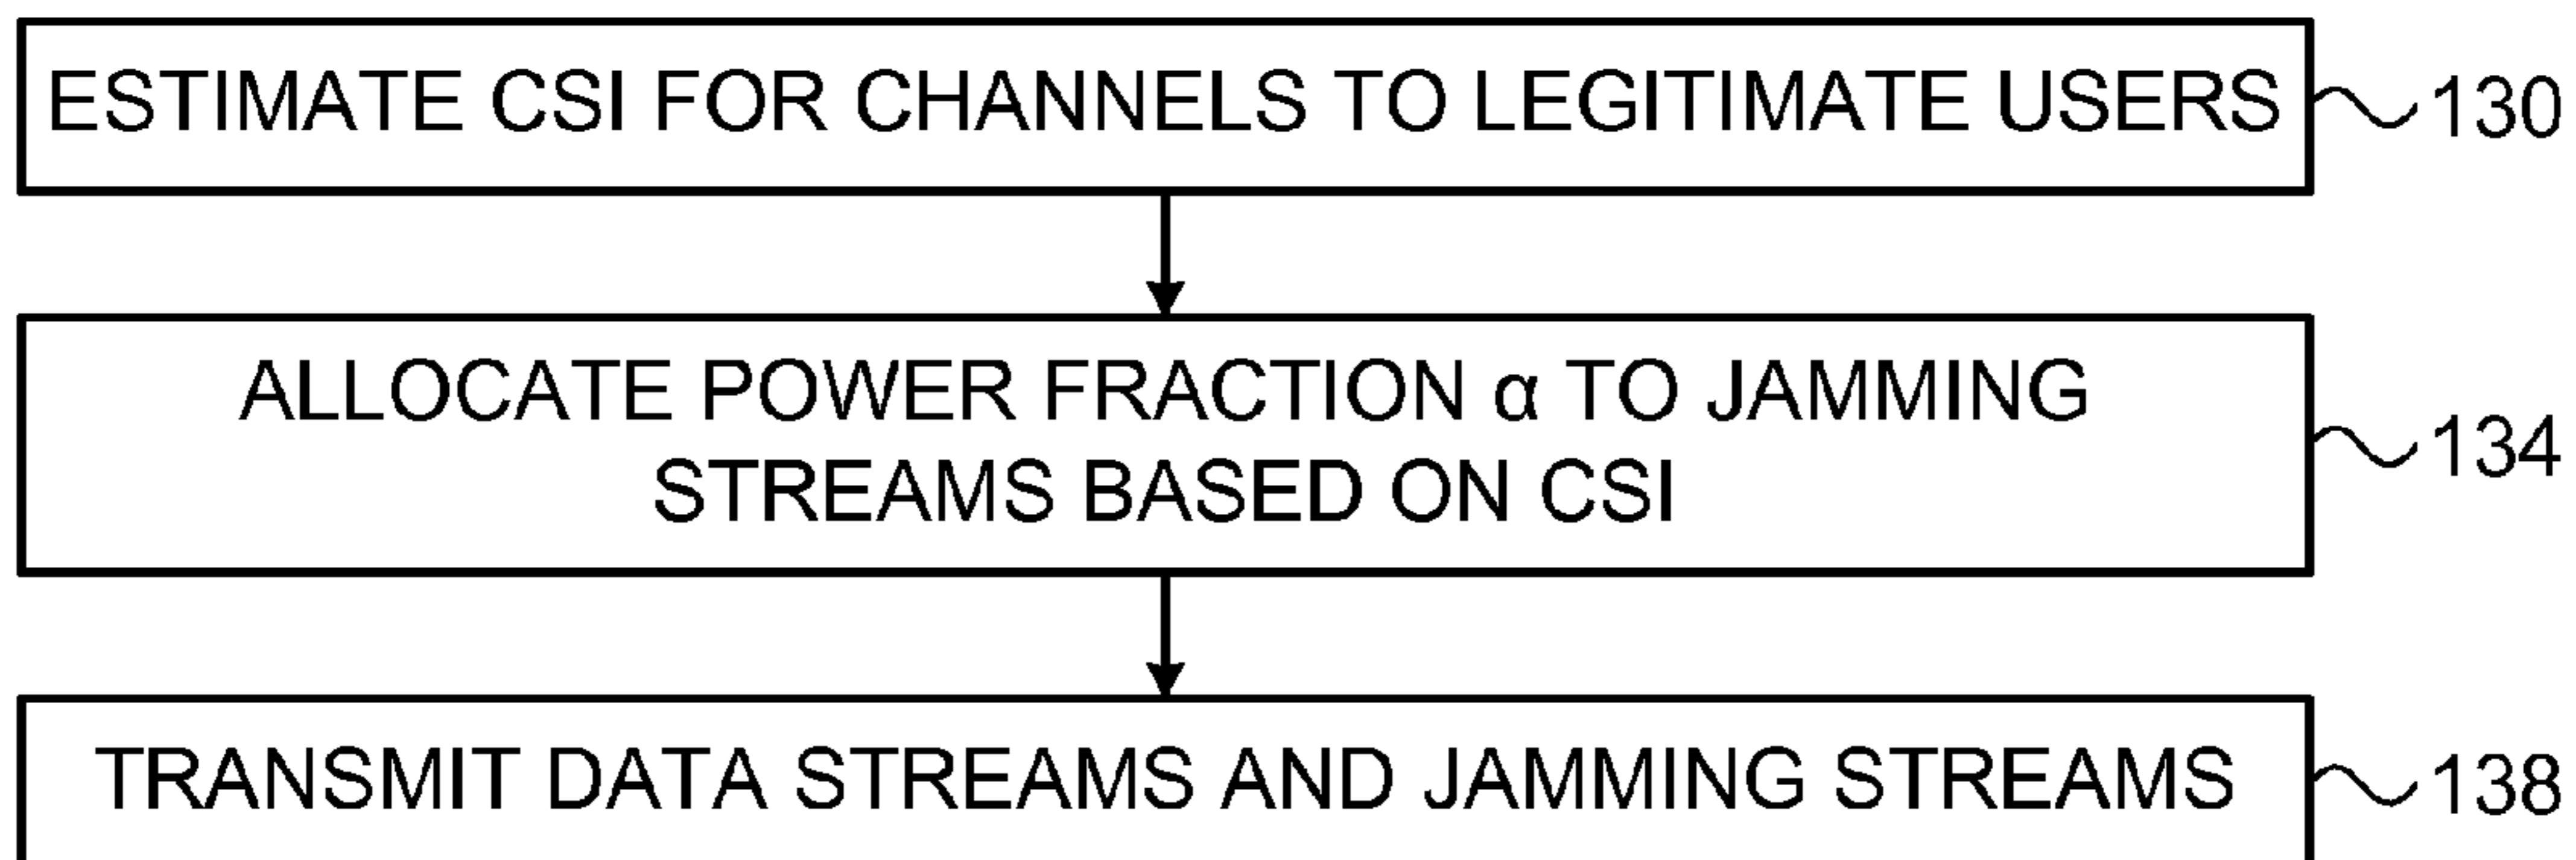 ESTIMATE CSI FOR CHANNELS TO LEGITIMATE USERS 130
ALLOCATE POWER FRACTION α TO JAMMING
STREAMS BASED ON CSI
134
TRANSMIT DATA STREAMS AND JAMMING STREAMS 138